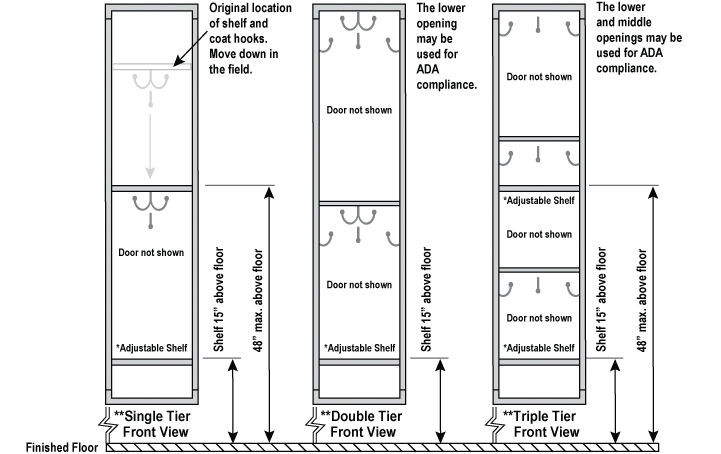 Original location
of shelf and
coat hooks.
Move down in
the field.
Door not shown
*Adjustable Shelf
Shelf 15" above floor
48" max. above floor
**Single Tier
Front View
The lower
opening
may be
used for
ADA
compliance.
Door not shown
Door not shown
*Adjustable Shelf
Shelf 15" above floor
**Double Tier
Front View
The lower
and middle
openings may be
used for ADA
compliance.
Door not shown
*Adjustable Shelf
Door not shown
Door not shown
*Adjustable Shelf
Shelf 15" above floor
48" max. above floor
**Triple Tier
Front View
Finished Floor